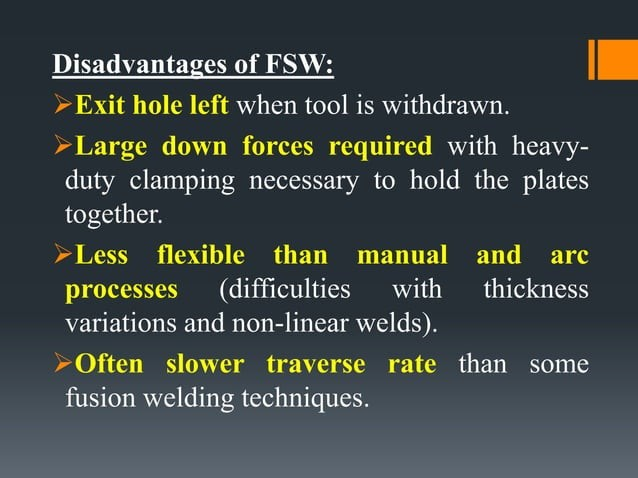 Disadvantages of FSW:
➢Exit hole left when tool is withdrawn.
➢Large down forces required with heavy-
duty clamping necessary to hold the plates
together.
➢Less flexible than manual and arc
processes (difficulties with thickness
variations and non-linear welds).
➢Often slower traverse rate than some
fusion welding techniques.